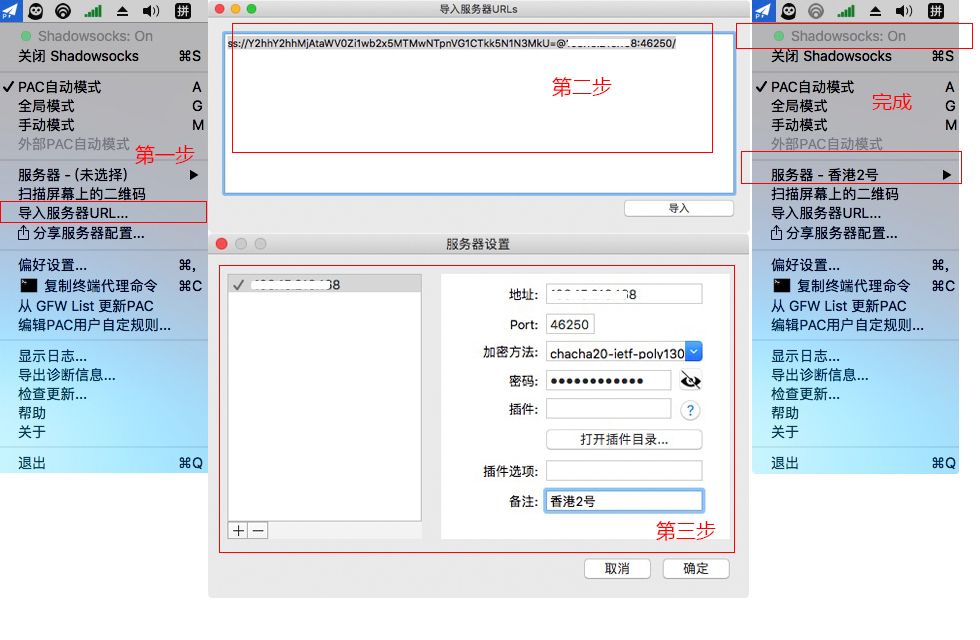 拼
Shadowsocks: On
关闭 Shadowsocks ⌘S
✓ PAC自动模式 A
全局模式 G
手动模式 M
外部PAC自动模式
第一步
服务器 - (未选择) ▶
扫描屏幕上的二维码
导入服务器URL...
分享服务器配置...
偏好设置... ⌘,
复制终端代理命令 ⌘C
从 GFW List 更新PAC
编辑PAC用户自定规则...
显示日志...
导出诊断信息...
检查更新...
帮助
关于
退出 ⌘Q
导入服务器URLs
8:46250/
第二步
导入
服务器设置
✓
地址:
Port: 46250
加密方法: chacha20-ietf-poly130
密码: ••••••••••••
插件: ?
打开插件目录...
插件选项:
备注: 香港2号
第三步
+ −
取消 确定
拼
Shadowsocks: On
关闭 Shadowsocks ⌘S
✓ PAC自动模式 A
完成
全局模式 G
手动模式 M
外部PAC自动模式
服务器 - 香港2号 ▶
扫描屏幕上的二维码
导入服务器URL...
分享服务器配置...
偏好设置... ⌘,
复制终端代理命令 ⌘C
从 GFW List 更新PAC
编辑PAC用户自定规则...
显示日志...
导出诊断信息...
检查更新...
帮助
关于
退出 ⌘Q